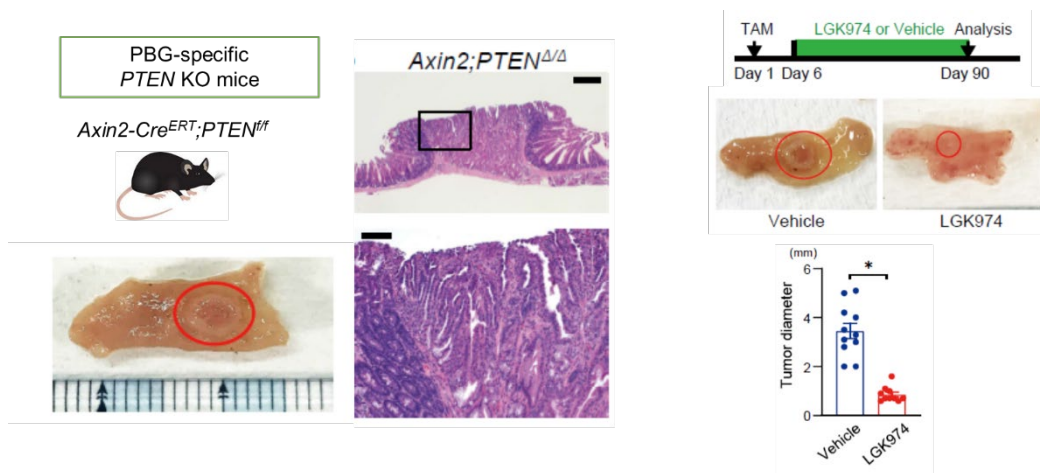 PBG-specific
PTEN KO mice
Axin2-CreERT;PTENf/f
Axin2;PTENΔ/Δ
TAM
LGK974 or Vehicle
Analysis
Day 1
Day 6
Day 90
Vehicle
LGK974
(mm)
*
6
4
2
0
Tumor diameter
Vehicle
LGK974